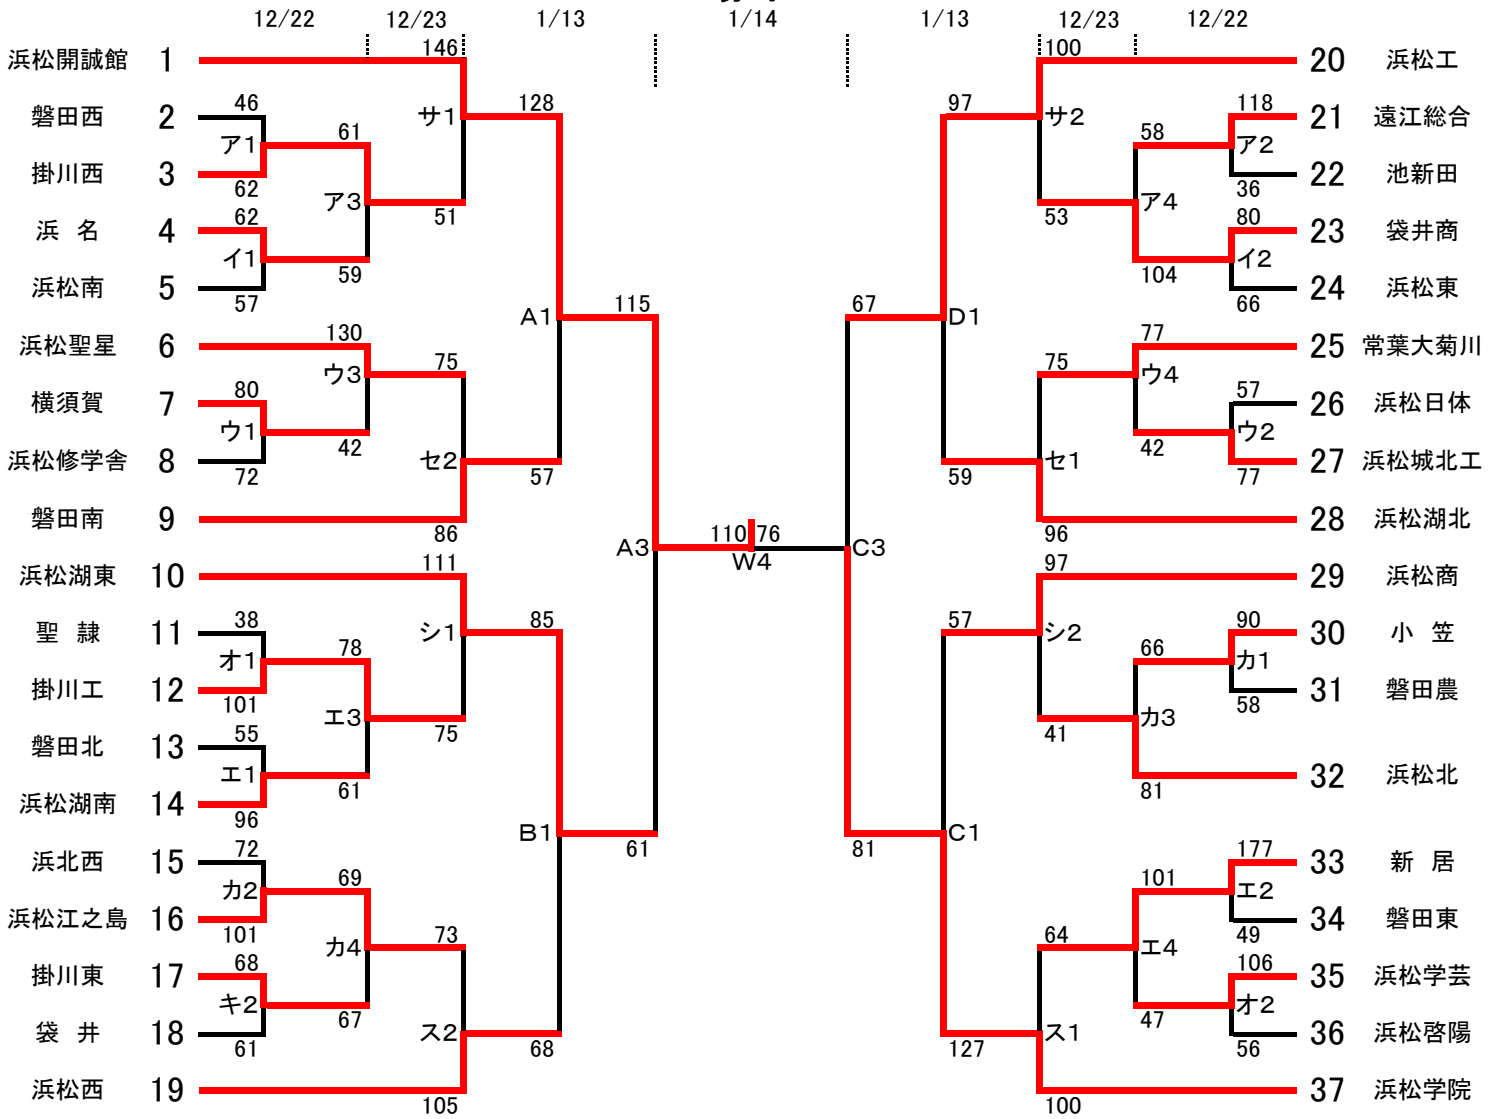 12/22 12/23 1/13 1/14 1/13 12/23 12/22
146 100
浜松開誠館 1 20 浜松工
46 128 97 118
磐田西 2 サ1 サ2 21 遠江総合
ア1 61 58 ア2
掛川西 3 22 池新田
62 36
ア3 ア4
62 51 53 80
浜 名 4 23 袋井商
イ1 59 104 イ2
浜松南 5 24 浜松東
57 66
115 67
A1 D1
130 77
浜松聖星 6 25 常葉大菊川
75 75
ウ3 ウ4
80 57
横須賀 7 26 浜松日体
ウ1 42 42 ウ2
浜松修学舎 8 セ2 セ1 27 浜松城北工
72 57 59 77
磐田南 9 28 浜松湖北
86 110 76 96
A3 W4 C3
111 97
浜松湖東 10 29 浜松商
38 85 57 90
聖 隷 11 シ1 シ2 30 小 笠
オ1 78 66 カ1
掛川工 12 31 磐田農
101 58
エ3 カ3
55 75 41
磐田北 13
エ1 61 81
浜松湖南 14 32 浜松北
96
B1 C1
72 61 81 177
浜北西 15 33 新 居
カ2 69 101 エ2
浜松江之島 16 34 磐田東
101 73 64 49
カ4 エ4
68 106
掛川東 17 35 浜松学芸
キ2 67 47 オ2
袋 井 18 ス2 ス1 36 浜松啓陽
61 68 127 56
浜松西 19 37 浜松学院
105 100